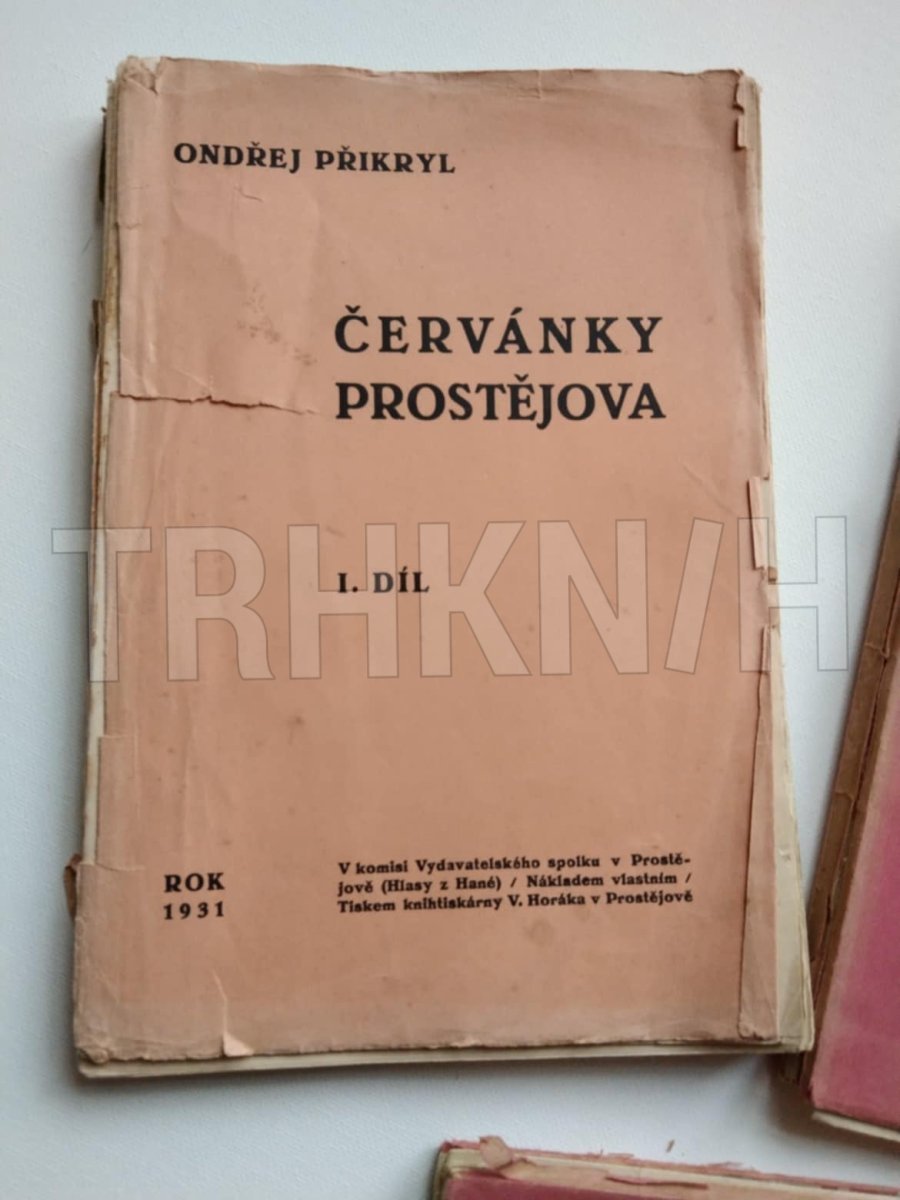 ONDŘEJ PŘIKRYL
ČERVÁNKY
PROSTĚJOVA
I. DÍL
TRHKNIH
ROK
1931
V komisi Vydavatelského spolku v Prostě-
jově (Hlasy z Hané) / Nákladem vlastním /
Tiskem knihtiskárny V. Horáka v Prostějově